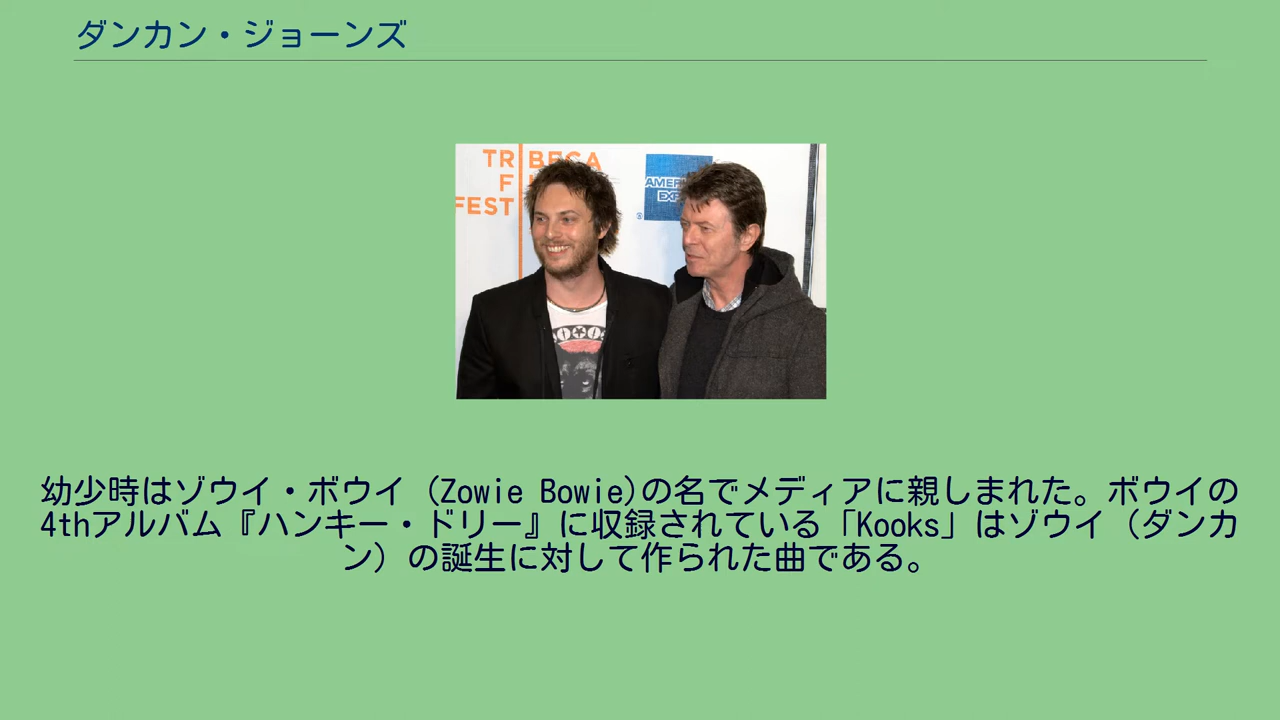 ダンカン・ジョーンズ
TRIBECA
FEST
幼少時はゾウイ・ボウイ（Zowie Bowie)の名でメディアに親しまれた。ボウイの
4thアルバム『ハンキー・ドリー』に収録されている「Kooks」はゾウイ（ダンカ
ン）の誕生に対して作られた曲である。